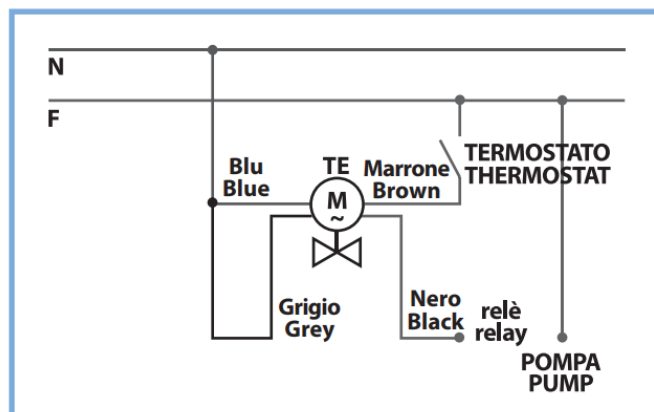 N
F
Blu
Blue
TE
M
~
Marrone
Brown
TERMOSTATO
THERMOSTAT
Grigio
Grey
Nero
Black
relè
relay
POMPA
PUMP